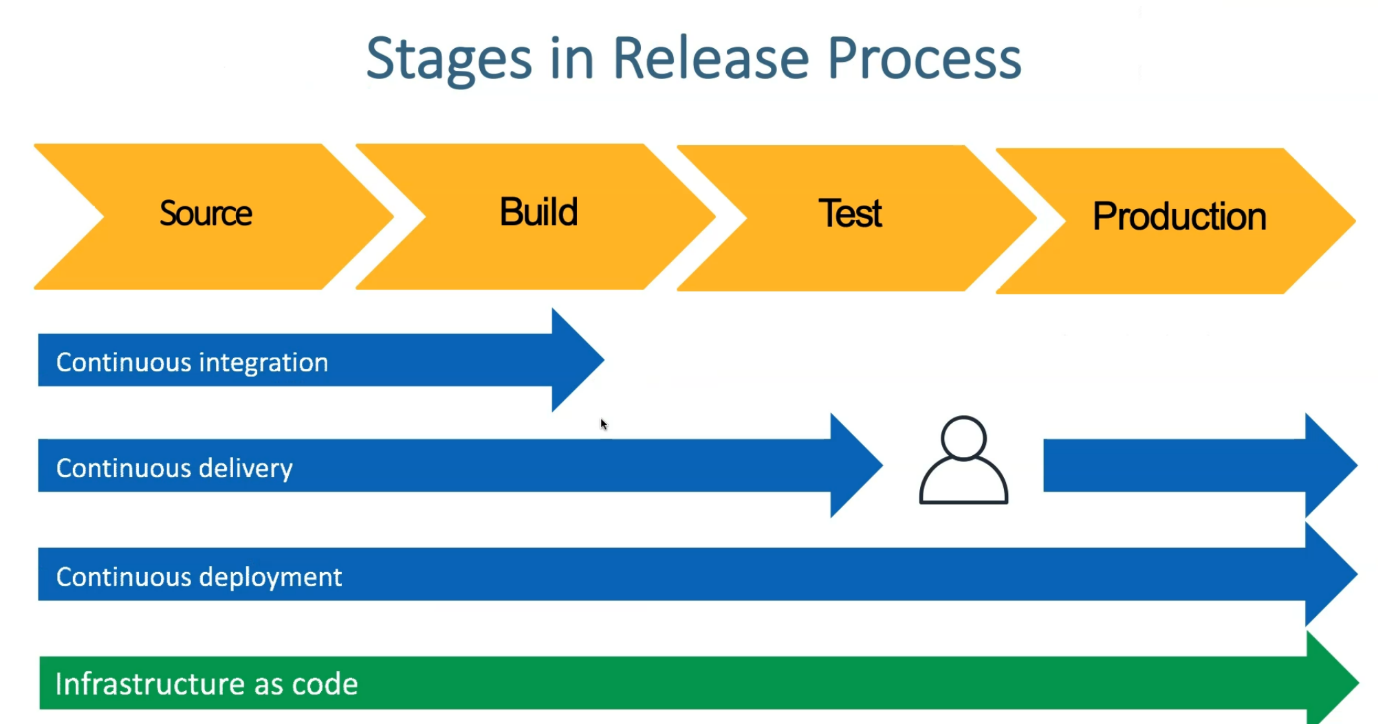 Stages in Release Process
Source
Build
Test
Production
Continuous integration
Continuous delivery
Continuous deployment
Infrastructure as code